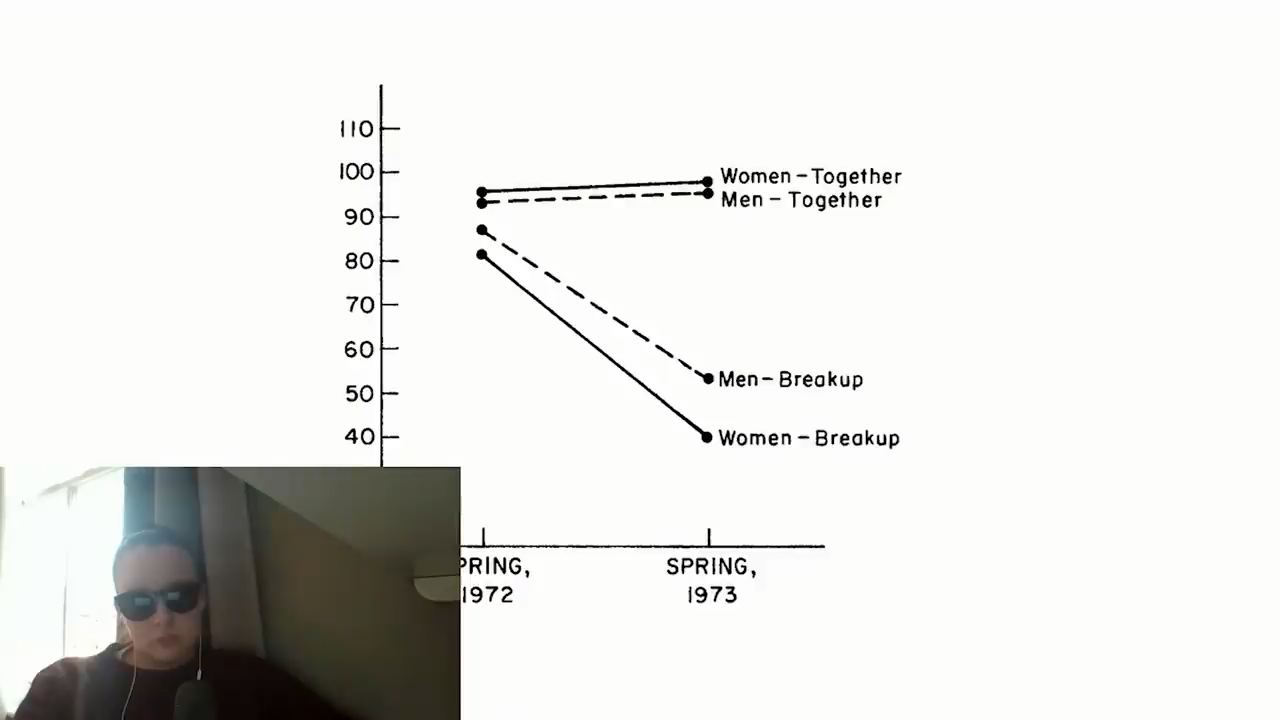 110
100
90
80
70
60
50
40
Women – Together
Men – Together
Men – Breakup
Women – Breakup
PRING,
1972
SPRING,
1973